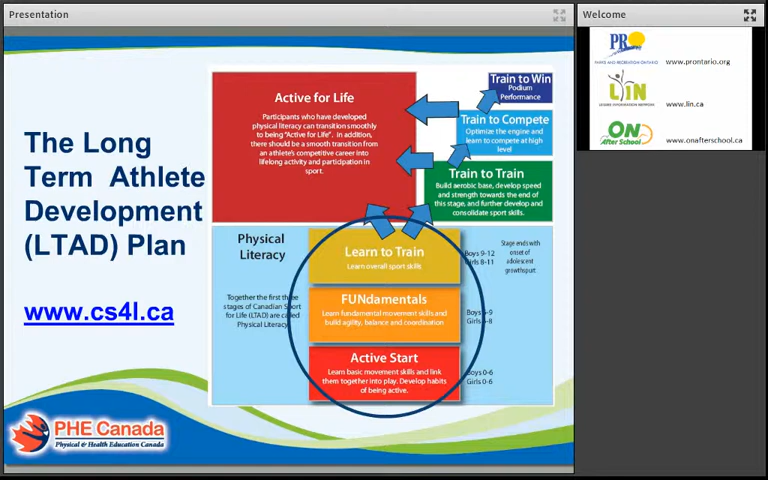 Presentation
Welcome
The Long
Term Athlete
Development
(LTAD) Plan
www.cs4l.ca
Active for Life
Participants who have developed
physical literacy can transition smoothly
to being "Active for Life". In addition,
there should be a smooth transition from
an athlete's competitive career into
lifelong activity and participation in
sport.
Train to Win
Podium
Performance
Train to Compete
Optimize the engine and
learn to compete at high
level
Train to Train
Build aerobic base, develop speed
and strength towards the end of
this stage, and further develop and
consolidate sport skills.
Physical
Literacy
Together the first three
stages of Canadian Sport
for Life (LTAD) are called
Physical Literacy
Learn to Train
Learn overall sport skills
Boys 9-12
Girls 8-11
Stage ends with
onset of
adolescent
growthspurt
FUNdamentals
Learn fundamental movement skills and
build agility, balance and coordination
Boys 6-9
Girls 6-8
Active Start
Learn basic movement skills and link
them together into play. Develop habits
of being active.
Boys 0-6
Girls 0-6
PHE Canada
Physical & Health Education Canada
PRO
PARKS AND RECREATION ONTARIO
www.prontario.org
LIN
LEISURE INFORMATION NETWORK
www.lin.ca
ON
After School
www.onafterschool.ca